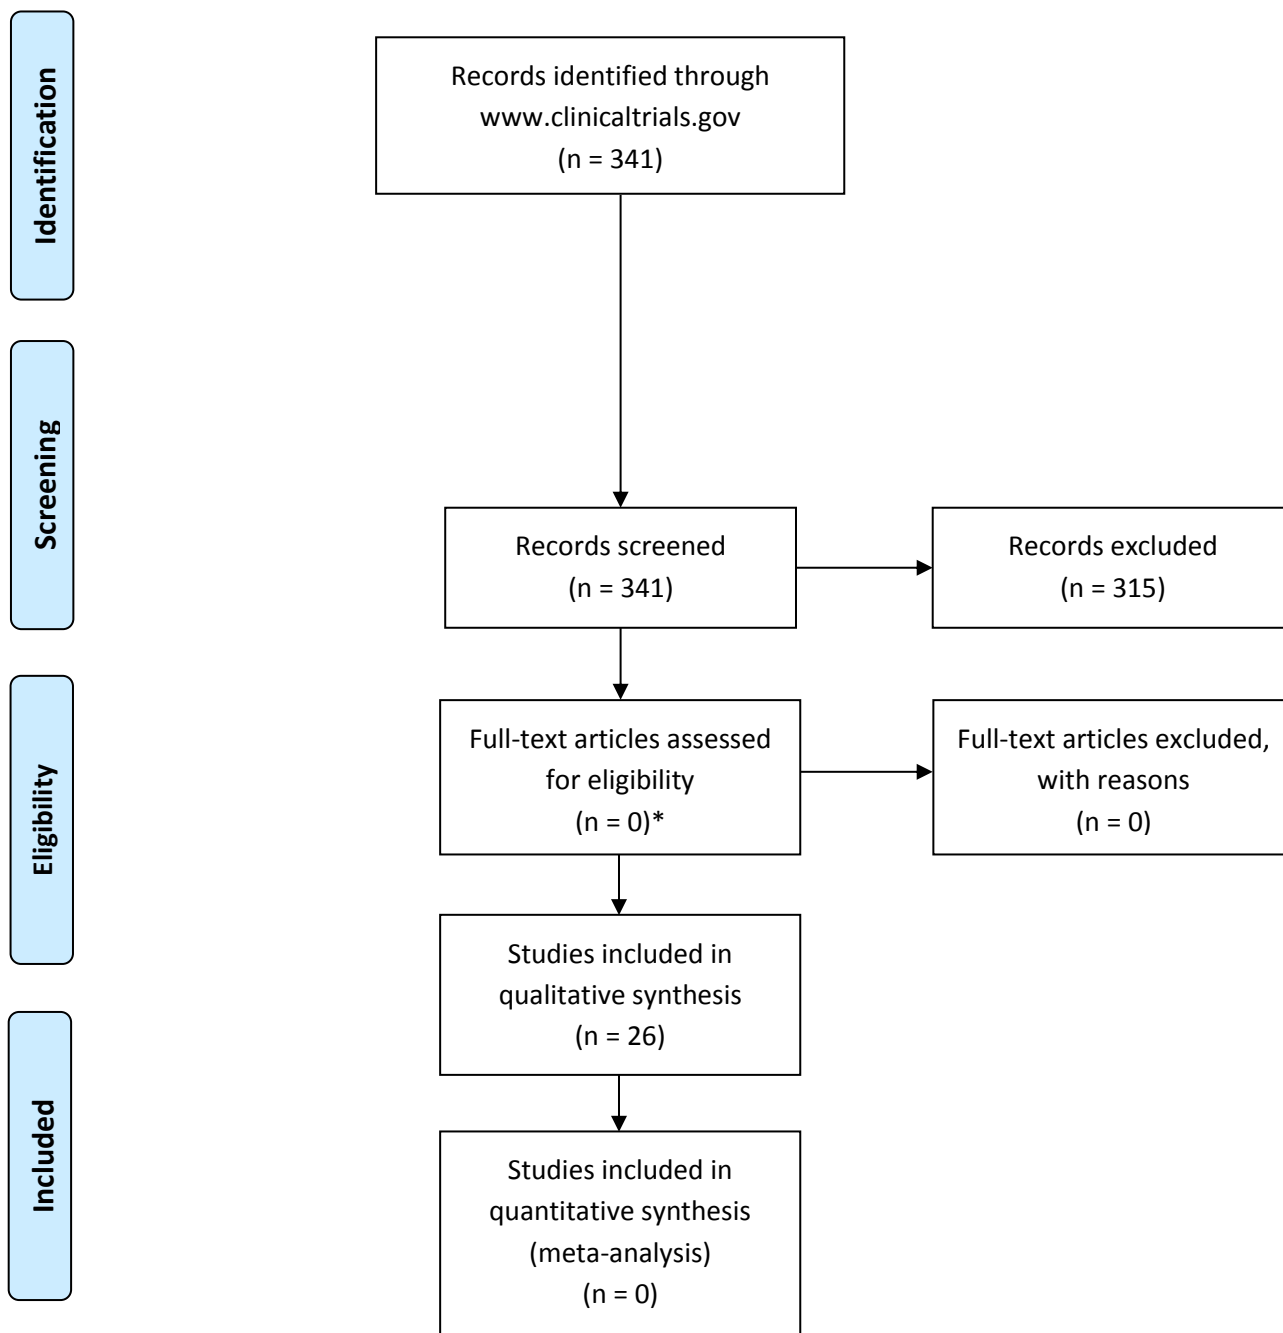 Identification
Records identified through
www.clinicaltrials.gov
(n = 341)
Screening
Records screened
(n = 341)
Records excluded
(n = 315)
Eligibility
Full-text articles assessed
for eligibility
(n = 0)*
Full-text articles excluded,
with reasons
(n = 0)
Studies included in
qualitative synthesis
(n = 26)
Included
Studies included in
quantitative synthesis
(meta-analysis)
(n = 0)